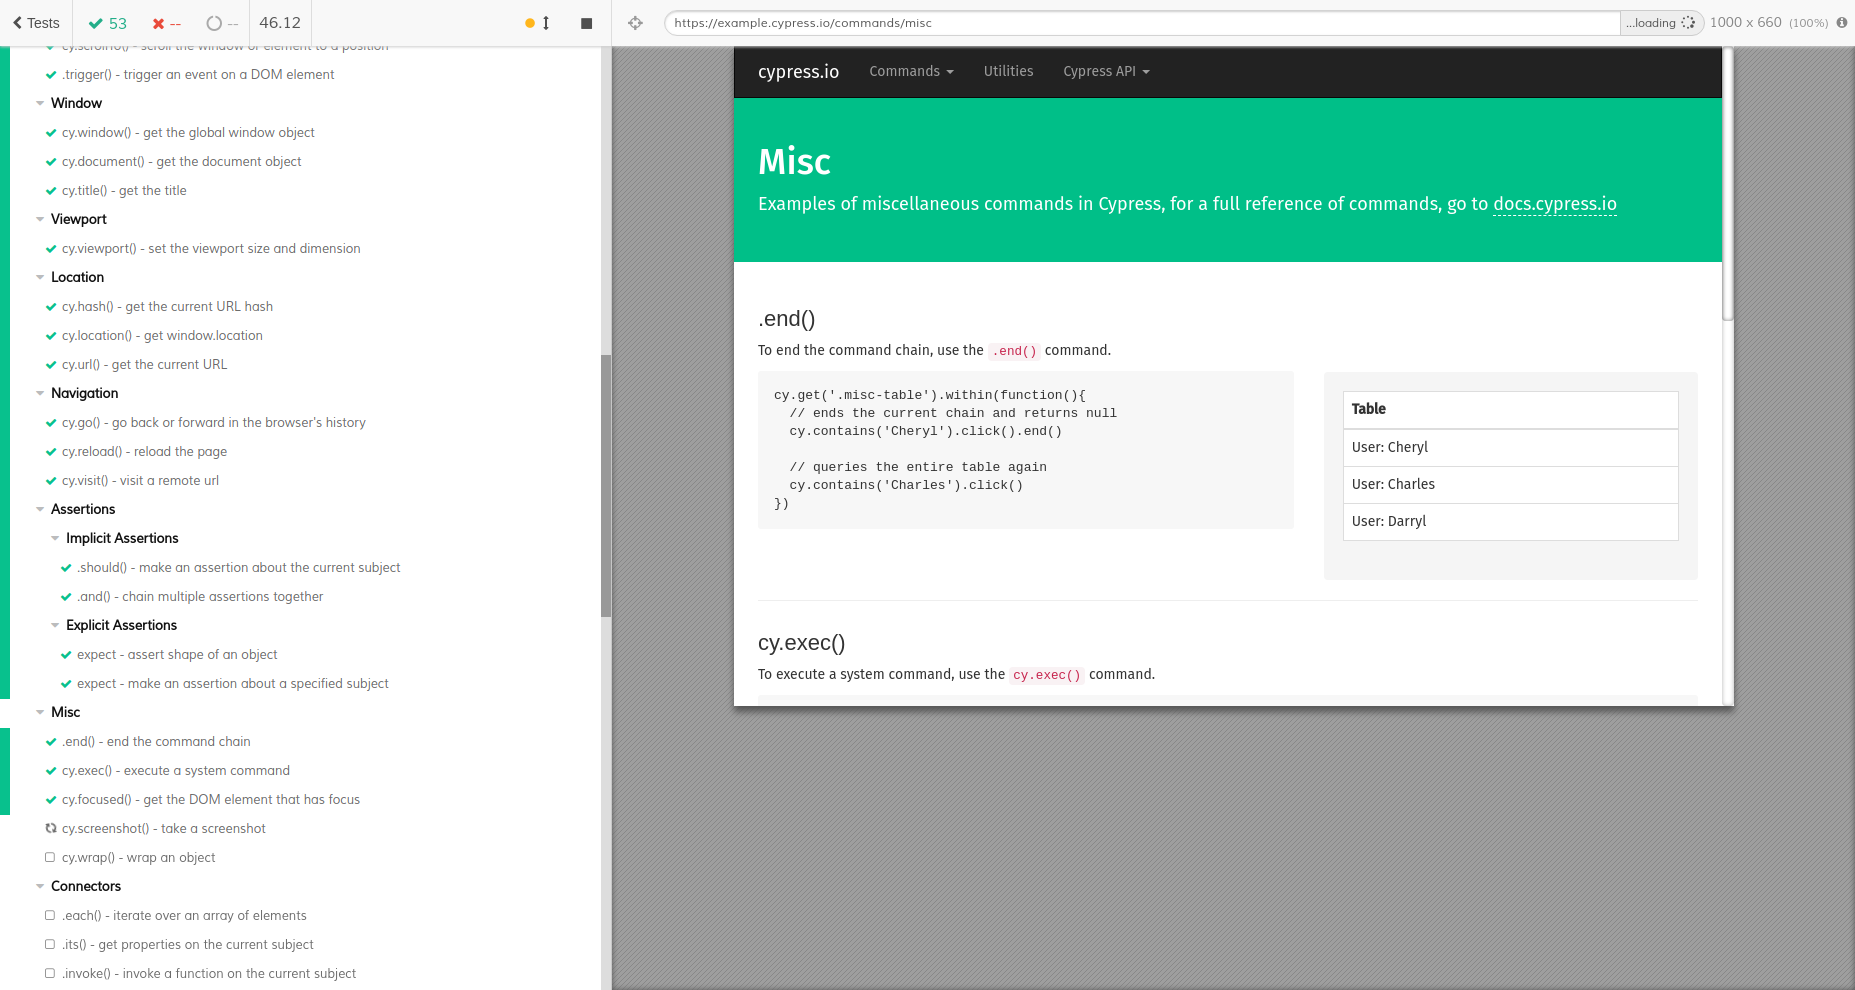 Tests 53 -- -- 46.12
cy.scrollTo() - scroll the window or element to a position
.trigger() - trigger an event on a DOM element
Window
cy.window() - get the global window object
cy.document() - get the document object
cy.title() - get the title
Viewport
cy.viewport() - set the viewport size and dimension
Location
cy.hash() - get the current URL hash
cy.location() - get window.location
cy.url() - get the current URL
Navigation
cy.go() - go back or forward in the browser's history
cy.reload() - reload the page
cy.visit() - visit a remote url
Assertions
Implicit Assertions
.should() - make an assertion about the current subject
.and() - chain multiple assertions together
Explicit Assertions
expect - assert shape of an object
expect - make an assertion about a specified subject
Misc
.end() - end the command chain
cy.exec() - execute a system command
cy.focused() - get the DOM element that has focus
cy.screenshot() - take a screenshot
cy.wrap() - wrap an object
Connectors
.each() - iterate over an array of elements
.its() - get properties on the current subject
.invoke() - invoke a function on the current subject
https://example.cypress.io/commands/misc ...loading 1000 x 660 (100%)
cypress.io Commands Utilities Cypress API
Misc
Examples of miscellaneous commands in Cypress, for a full reference of commands, go to docs.cypress.io
.end()
To end the command chain, use the .end() command.
cy.get('.misc-table').within(function(){
  // ends the current chain and returns null
  cy.contains('Cheryl').click().end()
  // queries the entire table again
  cy.contains('Charles').click()
})
Table
User: Cheryl
User: Charles
User: Darryl
cy.exec()
To execute a system command, use the cy.exec() command.